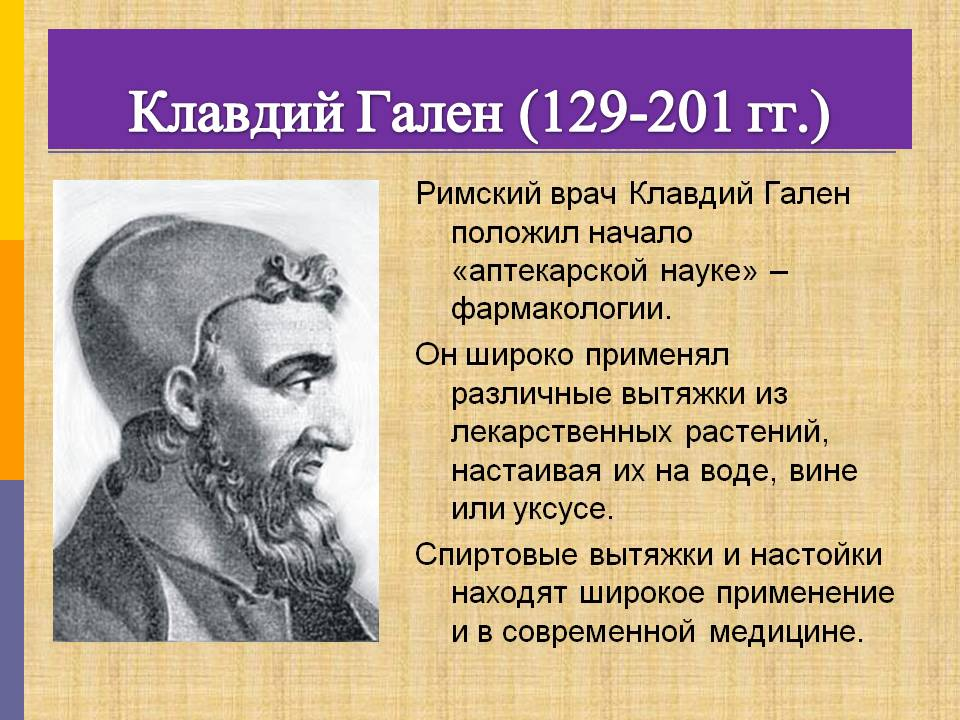 Клавдий Гален (129-201 гг.)
Римский врач Клавдий Гален
положил начало
«аптекарской науке» –
фармакологии.
Он широко применял
различные вытяжки из
лекарственных растений,
настаивая их на воде, вине
или уксусе.
Спиртовые вытяжки и настойки
находят широкое применение
и в современной медицине.